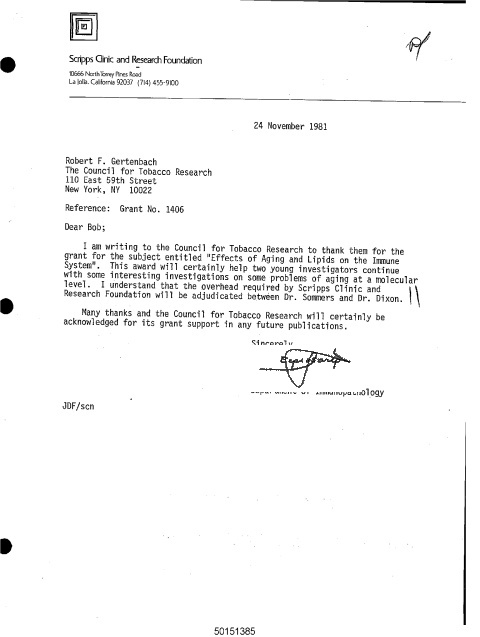 Scripps Clinic and Research Foundation
10666 North Torrey Pines Road
La Jolla, California 92037 (714) 455-9100
24 November 1981
Robert F. Gertenbach
The Council for Tobacco Research
110 East 59th Street
New York, NY 10022
Reference: Grant No. 1406
Dear Bob;
I am writing to the Council for Tobacco Research to thank them for the
grant for the subject entitled "Effects of Aging and Lipids on the Immune
System". This award will certainly help two young investigators continue
with some interesting investigations on some problems of aging at a molecular
level. I understand that the overhead required by Scripps Clinic and
Research Foundation will be adjudicated between Dr. Sommers and Dr. Dixon.
Many thanks and the Council for Tobacco Research will certainly be
acknowledged for its grant support in any future publications.
Sincerely
Department of Immunopathology
JDF/scn
50151385